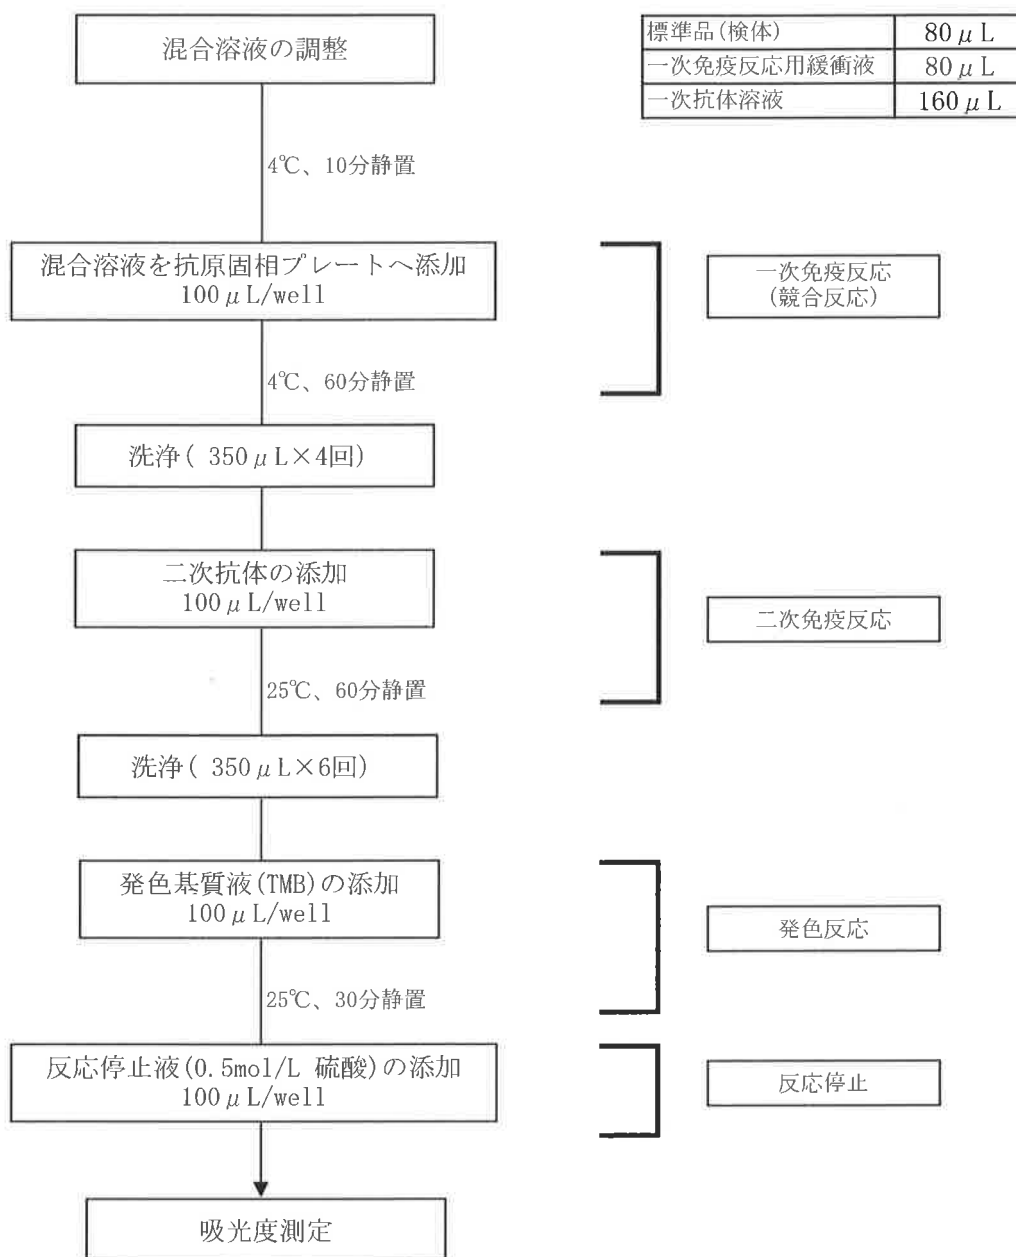 混合溶液の調整
標準品(検体) 80μL
一次免疫反応用緩衝液 80μL
一次抗体溶液 160μL
4℃、10分静置
混合溶液を抗原固相プレートへ添加
100μL/well
一次免疫反応
(競合反応)
4℃、60分静置
洗浄( 350μL×4回)
二次抗体の添加
100μL/well
二次免疫反応
25℃、60分静置
洗浄( 350μL×6回)
発色基質液(TMB)の添加
100μL/well
発色反応
25℃、30分静置
反応停止液(0.5mol/L 硫酸)の添加
100μL/well
反応停止
吸光度測定